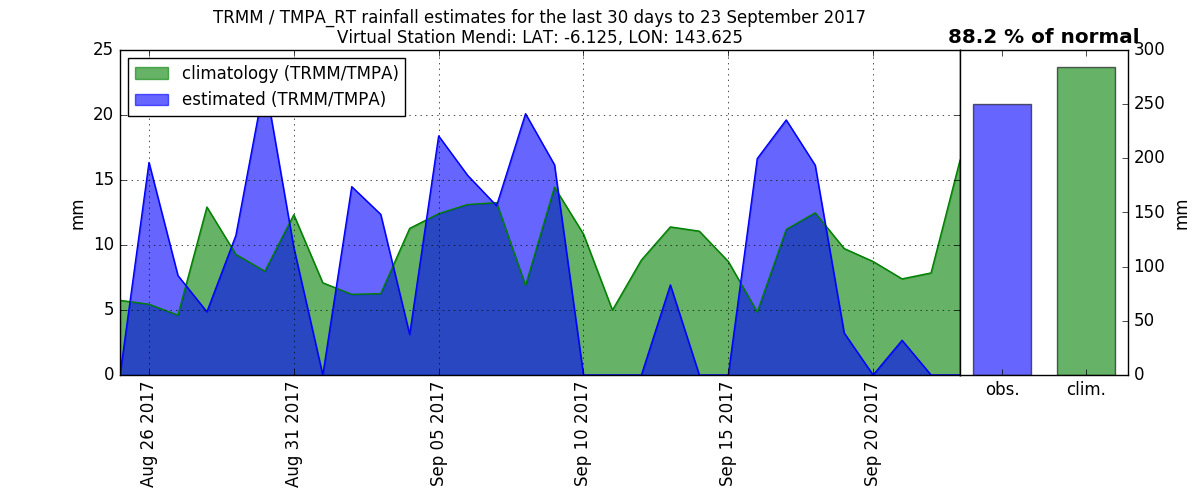 TRMM / TMPA_RT rainfall estimates for the last 30 days to 23 September 2017
Virtual Station Mendi: LAT: -6.125, LON: 143.625
88.2 % of normal
climatology (TRMM/TMPA)
estimated (TRMM/TMPA)
25
20
15
10
5
0
mm
300
250
200
150
100
50
0
mm
Aug 26 2017
Aug 31 2017
Sep 05 2017
Sep 10 2017
Sep 15 2017
Sep 20 2017
obs.
clim.